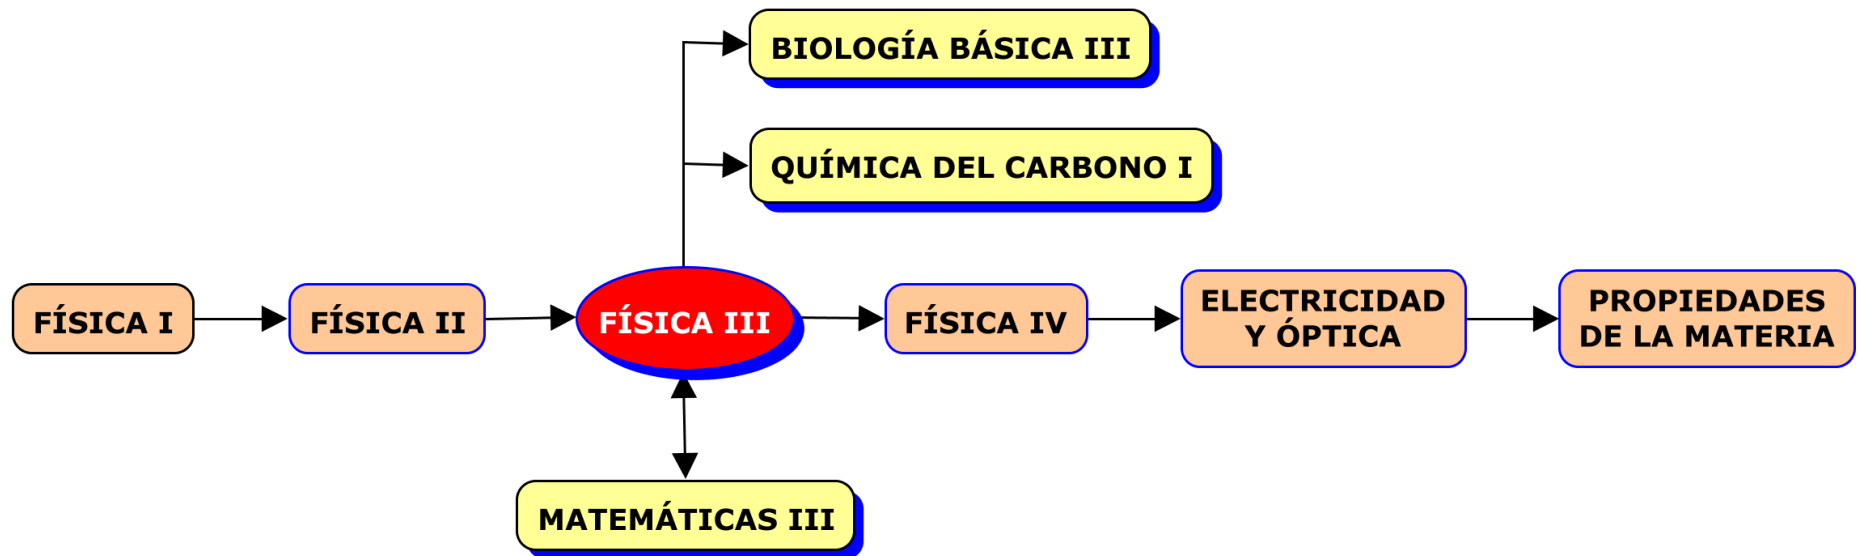 BIOLOGÍA BÁSICA III
QUÍMICA DEL CARBONO I
FÍSICA I
FÍSICA II
FÍSICA III
FÍSICA IV
ELECTRICIDAD
Y ÓPTICA
PROPIEDADES
DE LA MATERIA
MATEMÁTICAS III